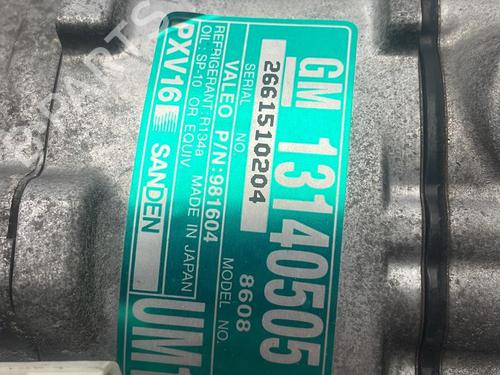 GM 13140505
SERIAL NO. MODEL NO.
2661510204 8608
VALEO P/N:981604
REFRIGERANT:R134a MADE IN JAPAN
OIL: SP-10 OR EQUIV.
PXV16 SANDEN